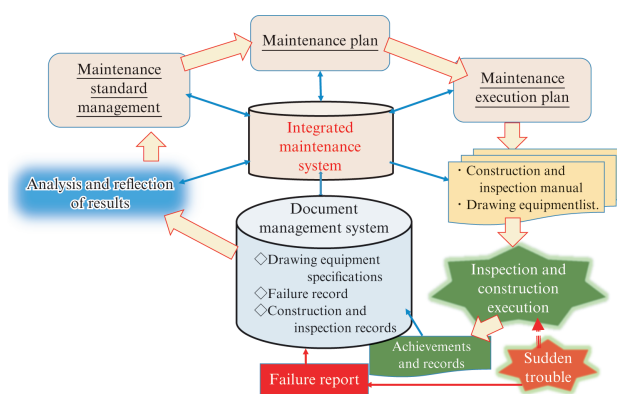 Maintenance plan
Maintenance
standard
management
Maintenance
execution plan
Integrated
maintenance
system
・Construction and
inspection manual
・Drawing equipmentlist.
Analysis and reflection
of results
Document
management system
◇Drawing equipment
specifications
◇Failure record
◇Construction and
inspection records
Inspection and
construction
execution
Achievements
and records
Sudden
trouble
Failure report